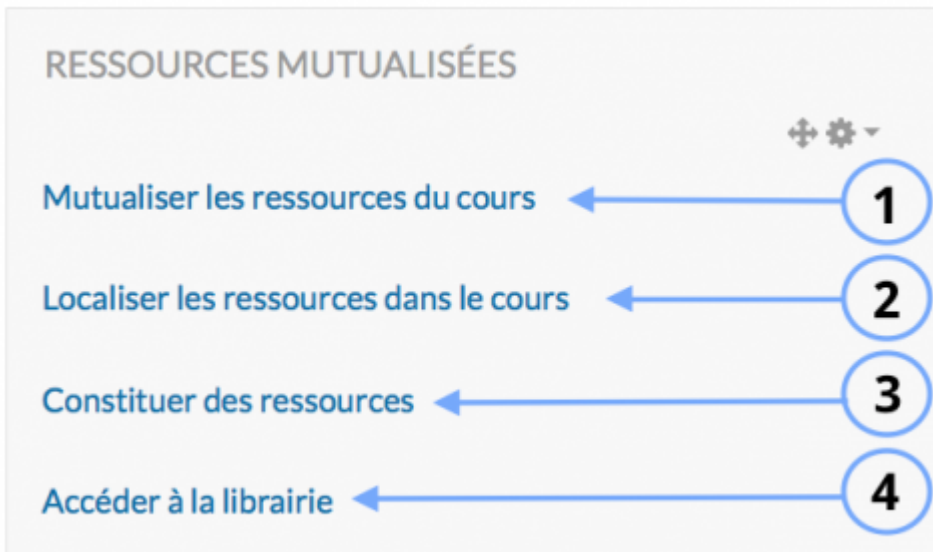 RESSOURCES MUTUALISÉES
Mutualiser les ressources du cours 1
Localiser les ressources dans le cours 2
Constituer des ressources 3
Accéder à la librairie 4